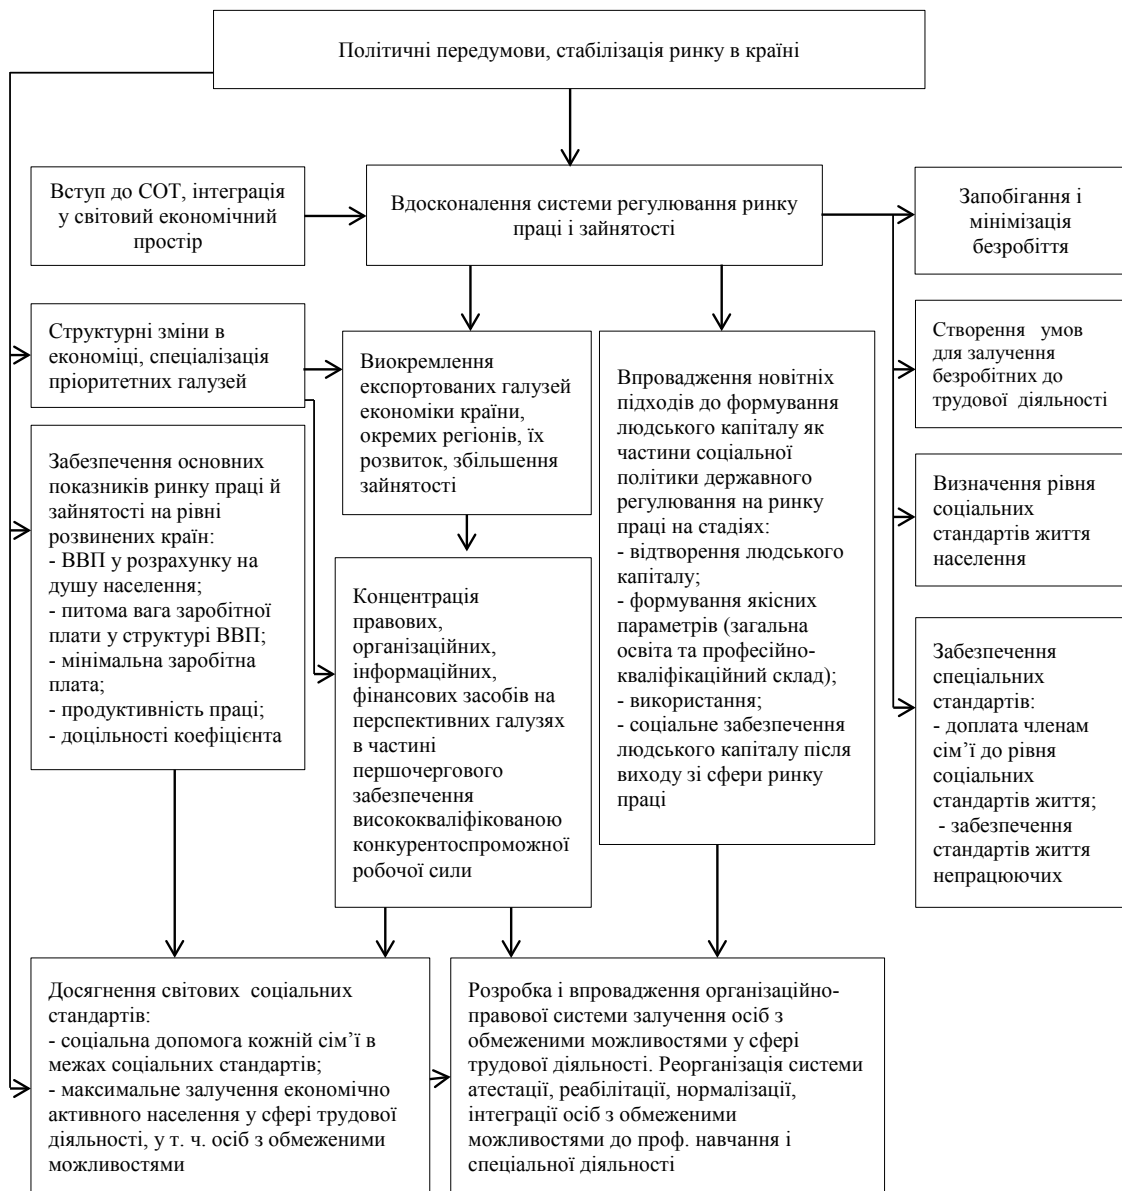 Політичні передумови, стабілізація ринку в країні
Вступ до СОТ, інтеграція
у світовий економічний
простір
Вдосконалення системи регулювання ринку
праці і зайнятості
Запобігання і
мінімізація
безробіття
Структурні зміни в
економіці, спеціалізація
пріоритетних галузей
Виокремлення
експортованих галузей
економіки країни,
окремих регіонів, їх
розвиток, збільшення
зайнятості
Впровадження новітніх
підходів до формування
людського капіталу як
частини соціальної
політики державного
регулювання на ринку
праці на стадіях:
- відтворення людського
капіталу;
- формування якісних
параметрів (загальна
освіта та професійно-
кваліфікаційний склад);
- використання;
- соціальне забезпечення
людського капіталу після
виходу зі сфери ринку
праці
Створення умов
для залучення
безробітних до
трудової діяльності
Забезпечення основних
показників ринку праці й
зайнятості на рівні
розвинених країн:
- ВВП у розрахунку на
душу населення;
- питома вага заробітної
плати у структурі ВВП;
- мінімальна заробітна
плата;
- продуктивність праці;
- доцільності коефіцієнта
Визначення рівня
соціальних
стандартів життя
населення
Концентрація
правових,
організаційних,
інформаційних,
фінансових засобів на
перспективних галузях
в частині
першочергового
забезпечення
висококваліфікованою
конкурентоспроможної
робочої сили
Забезпечення
спеціальних
стандартів:
- доплата членам
сім’ї до рівня
соціальних
стандартів життя;
- забезпечення
стандартів життя
непрацюючих
Досягнення світових соціальних
стандартів:
- соціальна допомога кожній сім’ї в
межах соціальних стандартів;
- максимальне залучення економічно
активного населення у сфері трудової
діяльності, у т. ч. осіб з обмеженими
можливостями
Розробка і впровадження організаційно-
правової системи залучення осіб з
обмеженими можливостями у сфері
трудової діяльності. Реорганізація системи
атестації, реабілітації, нормалізації,
інтеграції осіб з обмеженими
можливостями до проф. навчання і
спеціальної діяльності